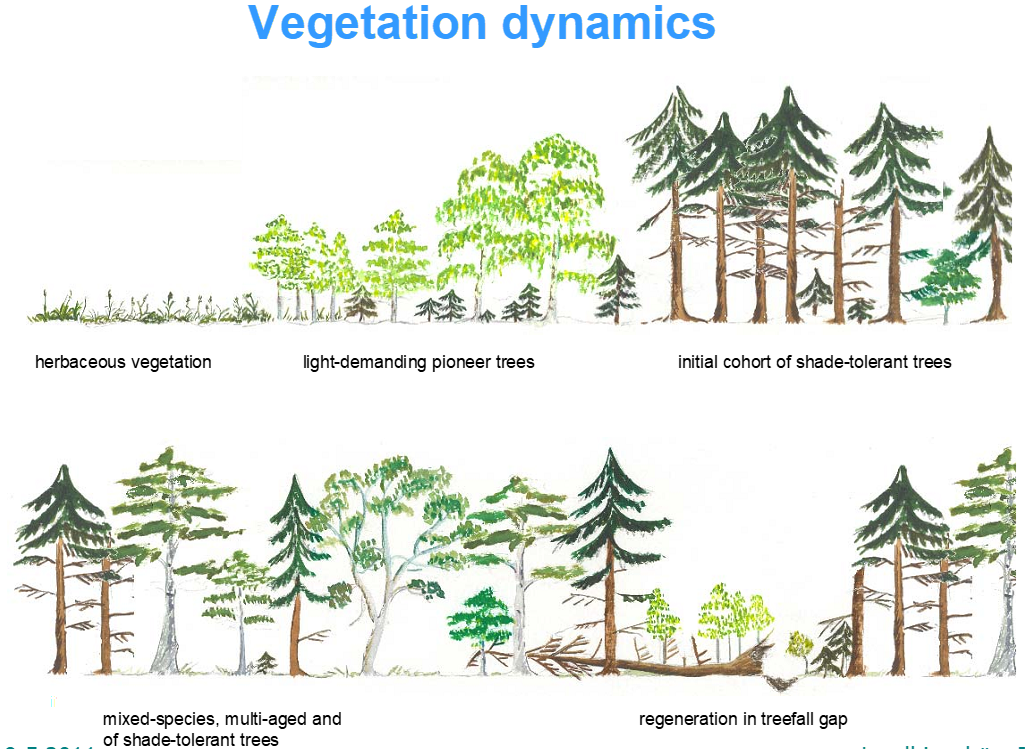 Vegetation dynamics
herbaceous vegetation
light-demanding pioneer trees
initial cohort of shade-tolerant trees
mixed-species, multi-aged and
of shade-tolerant trees
regeneration in treefall gap